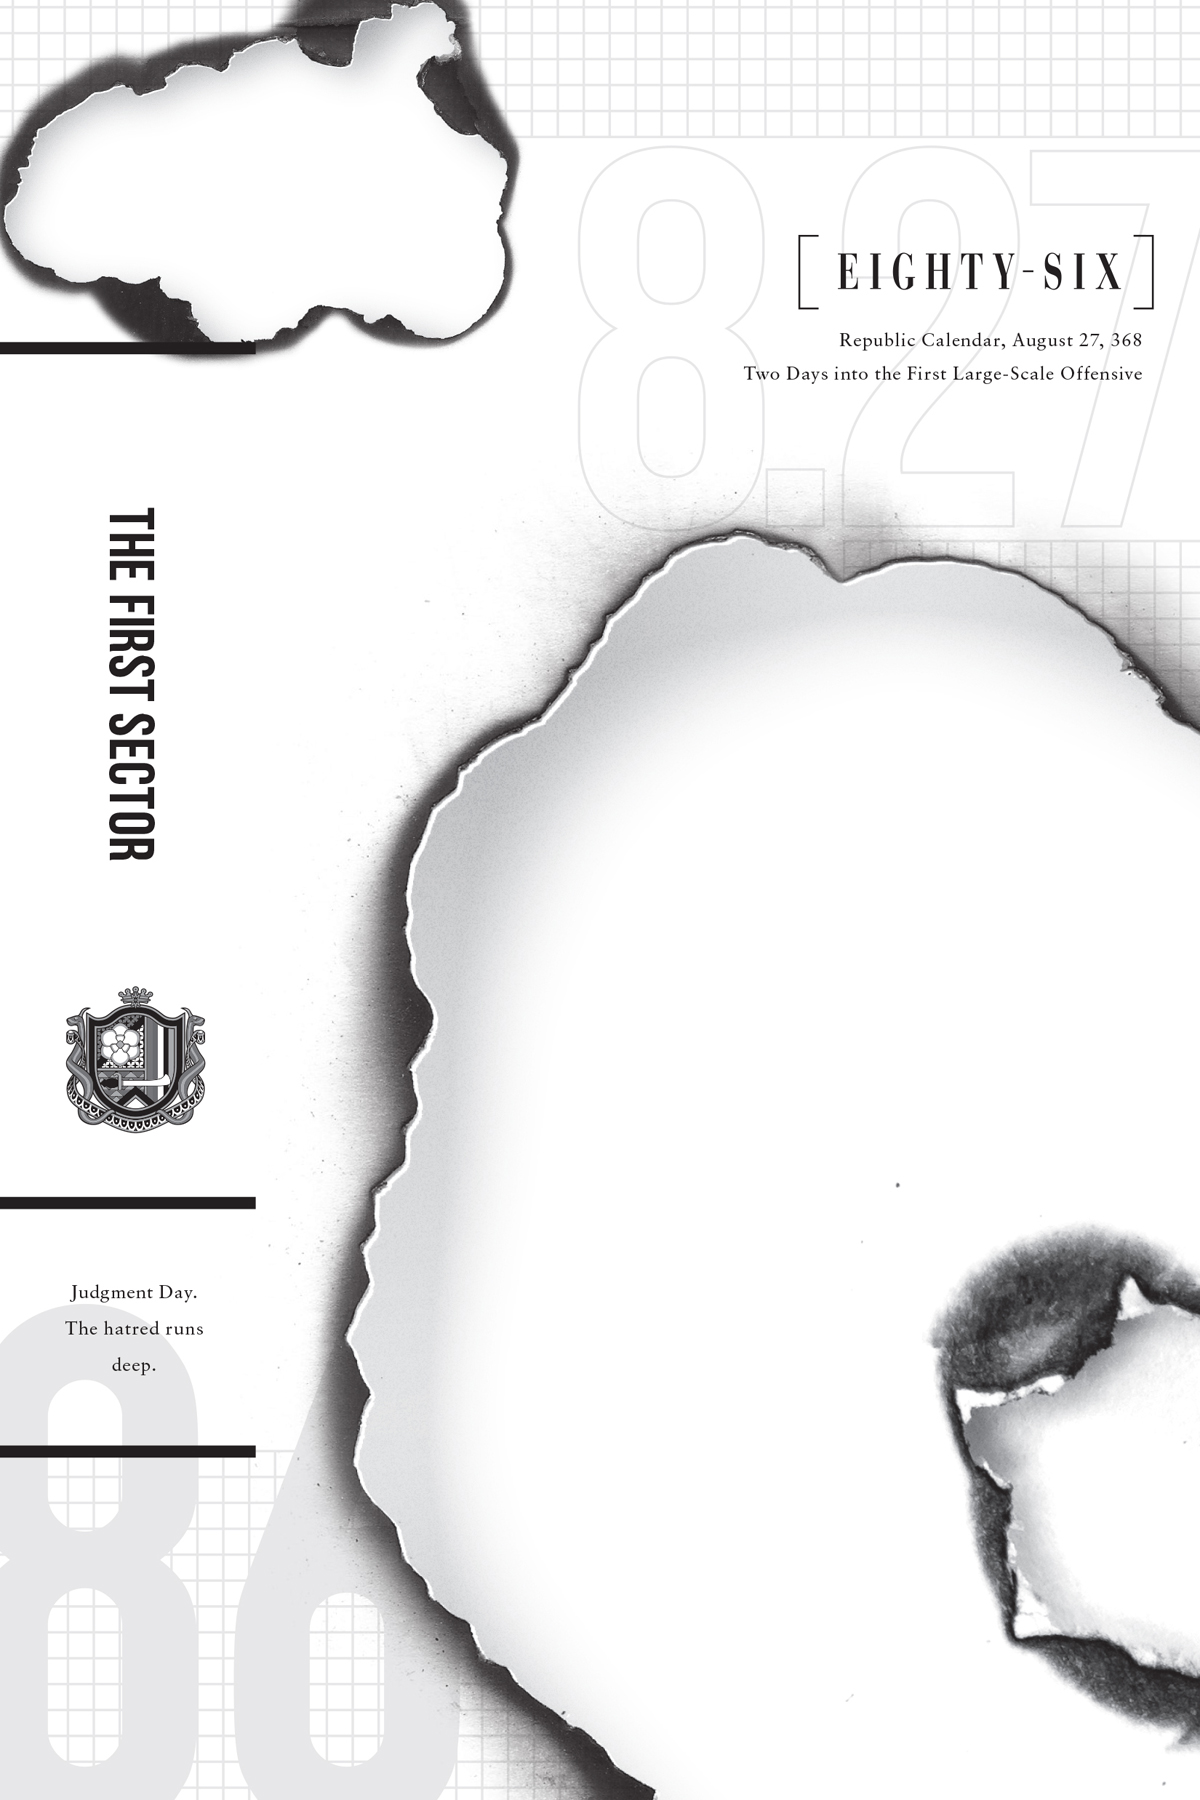 8.27
[EIGHTY-SIX]
Republic Calendar, August 27, 368
Two Days into the First Large-Scale Offensive
THE FIRST SECTOR
Judgment Day.
The hatred runs
deep.
86